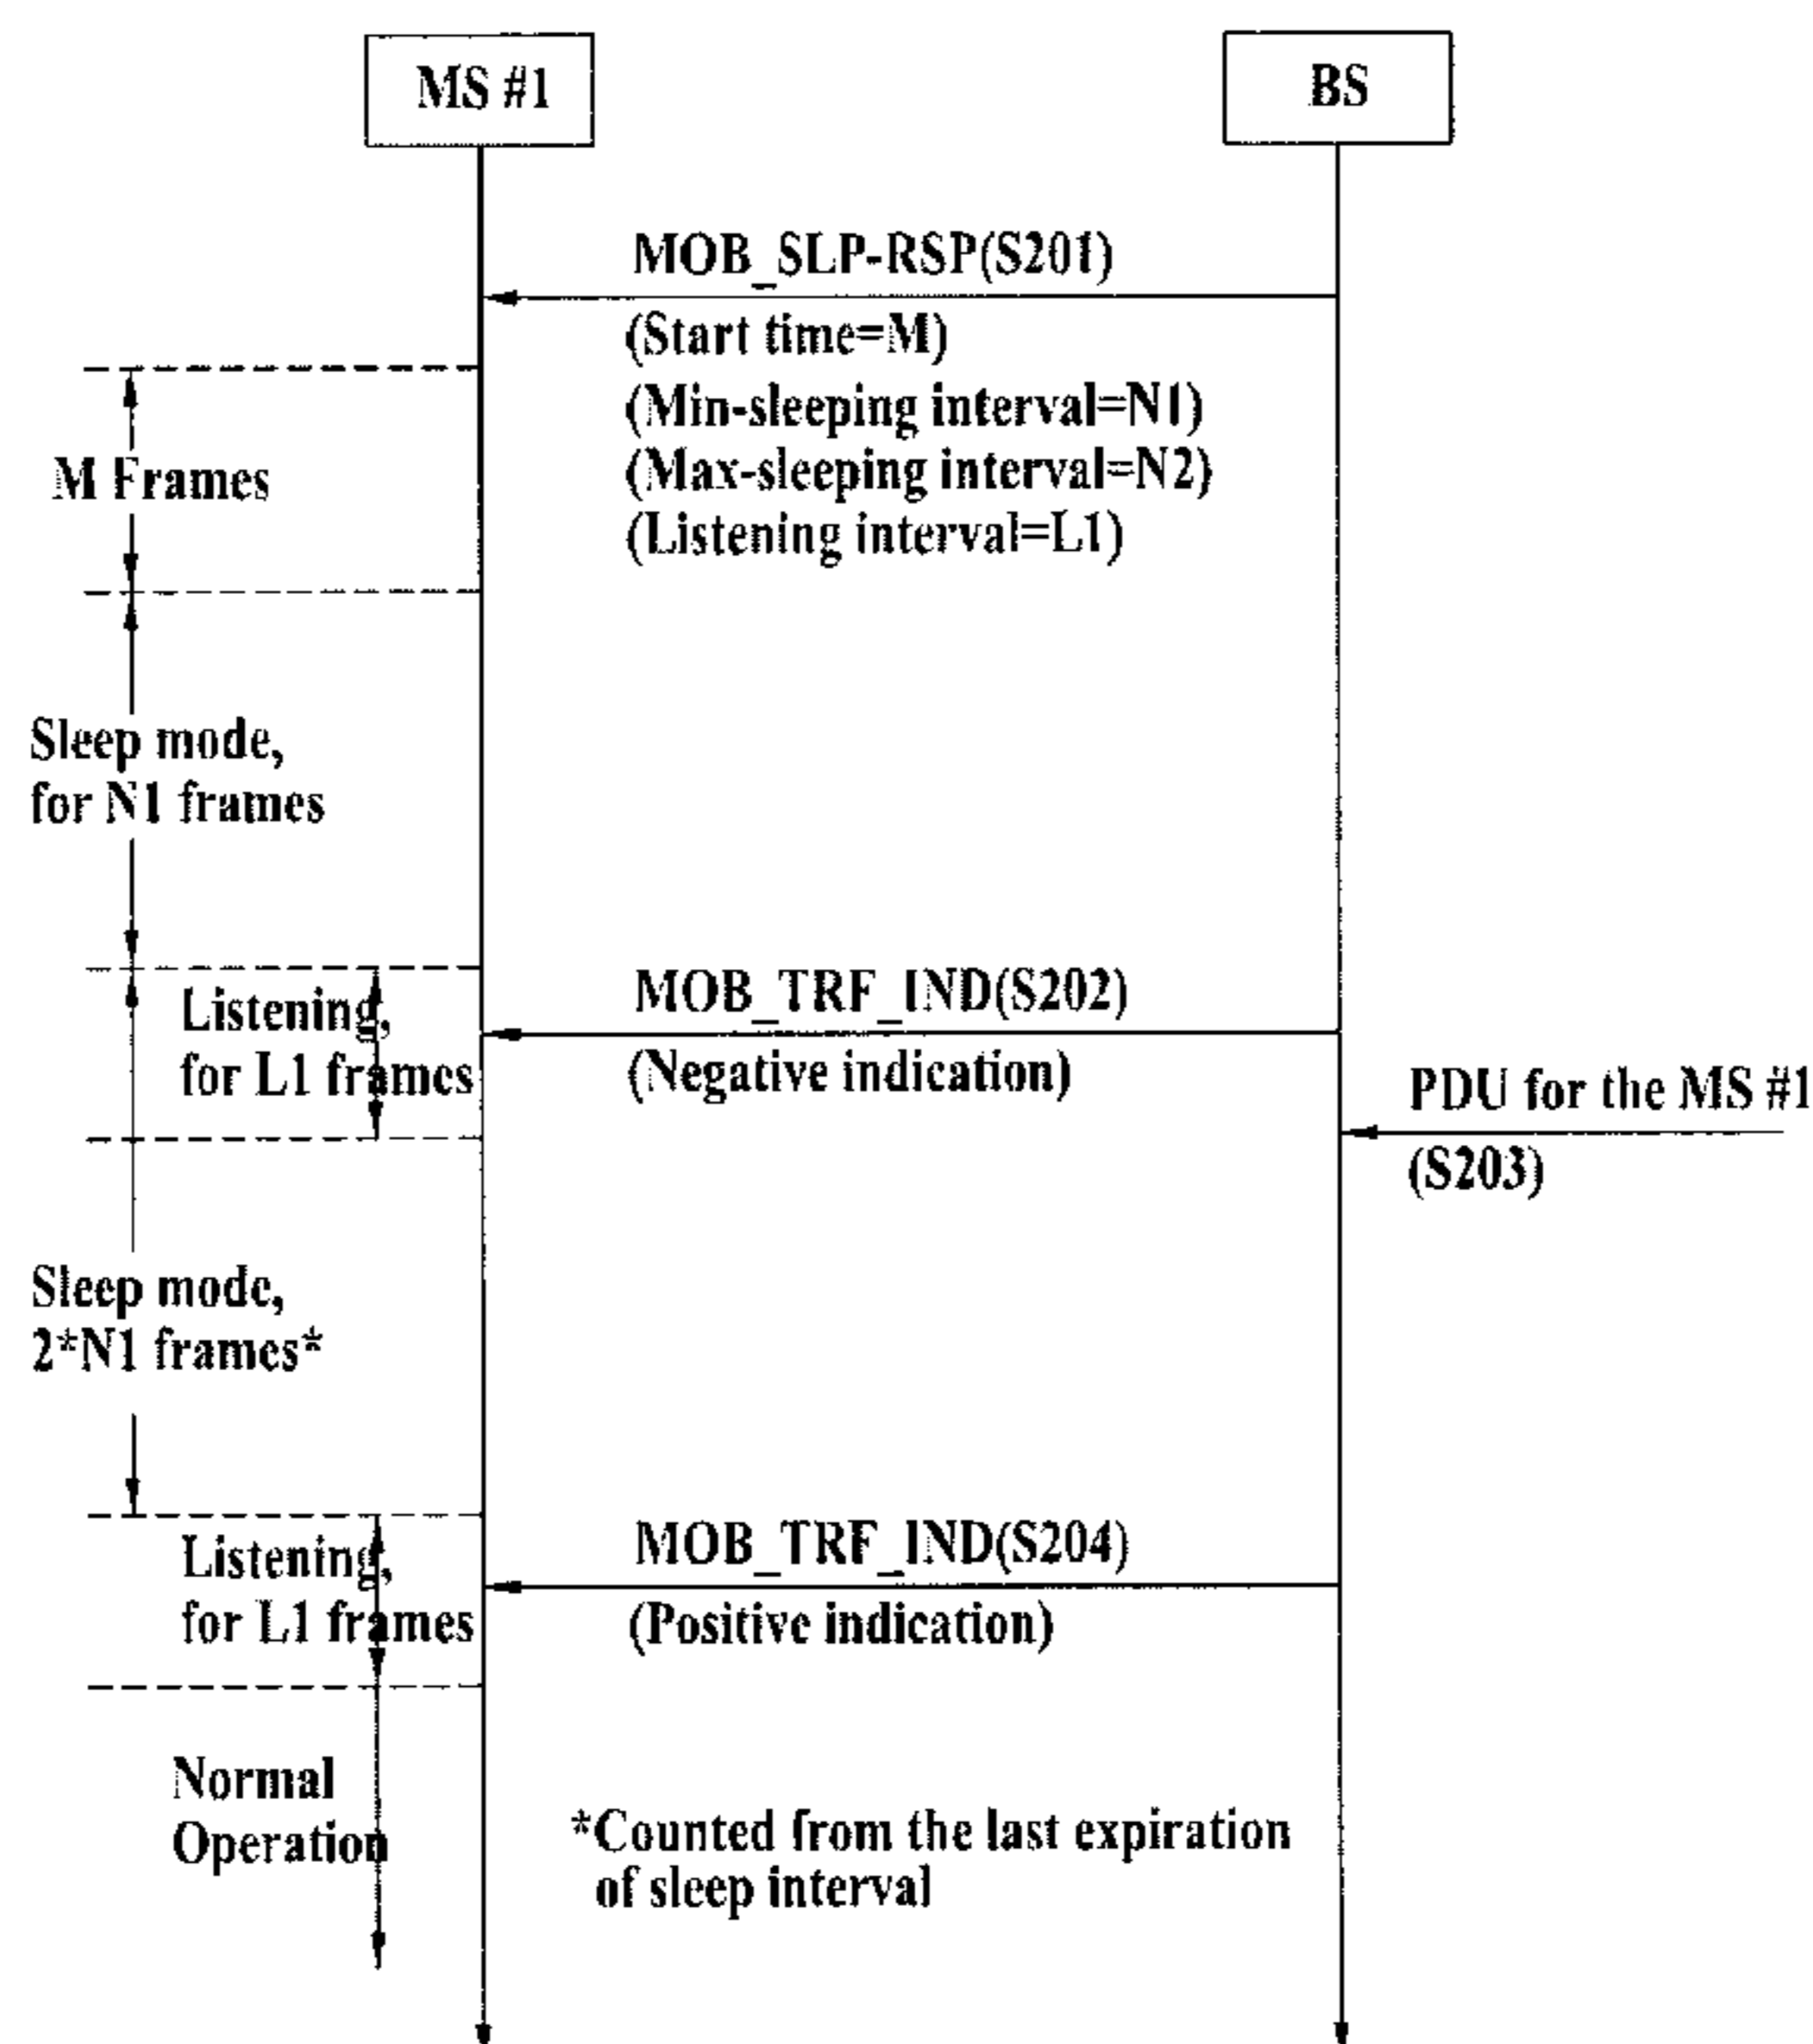 MS #1
BS
MOB_SLP-RSP(S201)
(Start time=M)
(Min-sleeping interval=N1)
(Max-sleeping interval=N2)
(Listening interval=L1)
M Frames
Sleep mode,
for N1 frames
Listening,
for L1 frames
MOB_TRF_IND(S202)
(Negative indication)
PDU for the MS #1
(S203)
Sleep mode,
2*N1 frames*
Listening,
for L1 frames
MOB_TRF_IND(S204)
(Positive indication)
Normal
Operation
*Counted from the last expiration
of sleep interval